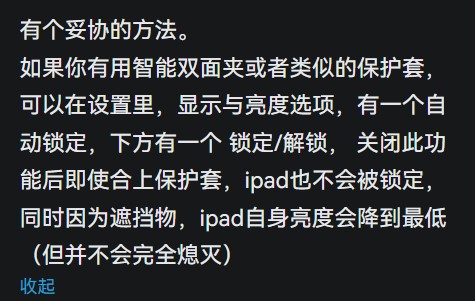 有个妥协的方法。
如果你有用智能双面夹或者类似的保护套，
可以在设置里，显示与亮度选项，有一个自
动锁定，下方有一个 锁定/解锁， 关闭此功
能后即使合上保护套，ipad也不会被锁定，
同时因为遮挡物，ipad自身亮度会降到最低
（但并不会完全熄灭）
收起